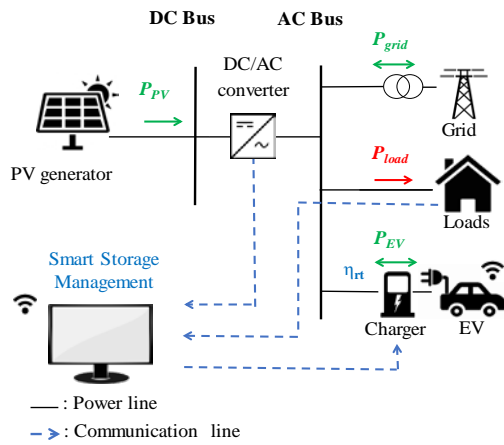 DC Bus
AC Bus
P_PV
DC/AC
converter
P_grid
Grid
PV generator
P_load
Loads
Smart Storage
Management
P_EV
η_rt
Charger
EV
: Power line
: Communication line